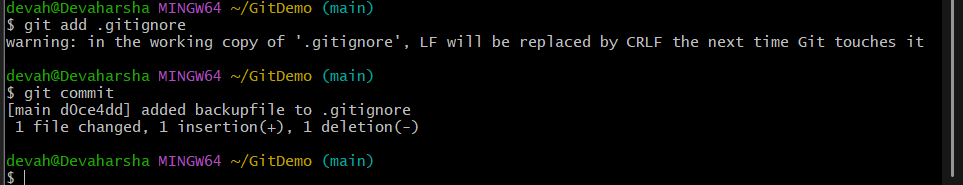 devah@Devaharsha MINGW64 ~/GitDemo (main)
$ git add .gitignore
warning: in the working copy of '.gitignore', LF will be replaced by CRLF the next time Git touches it
devah@Devaharsha MINGW64 ~/GitDemo (main)
$ git commit
[main d0ce4dd] added backupfile to .gitignore
 1 file changed, 1 insertion(+), 1 deletion(-)
devah@Devaharsha MINGW64 ~/GitDemo (main)
$